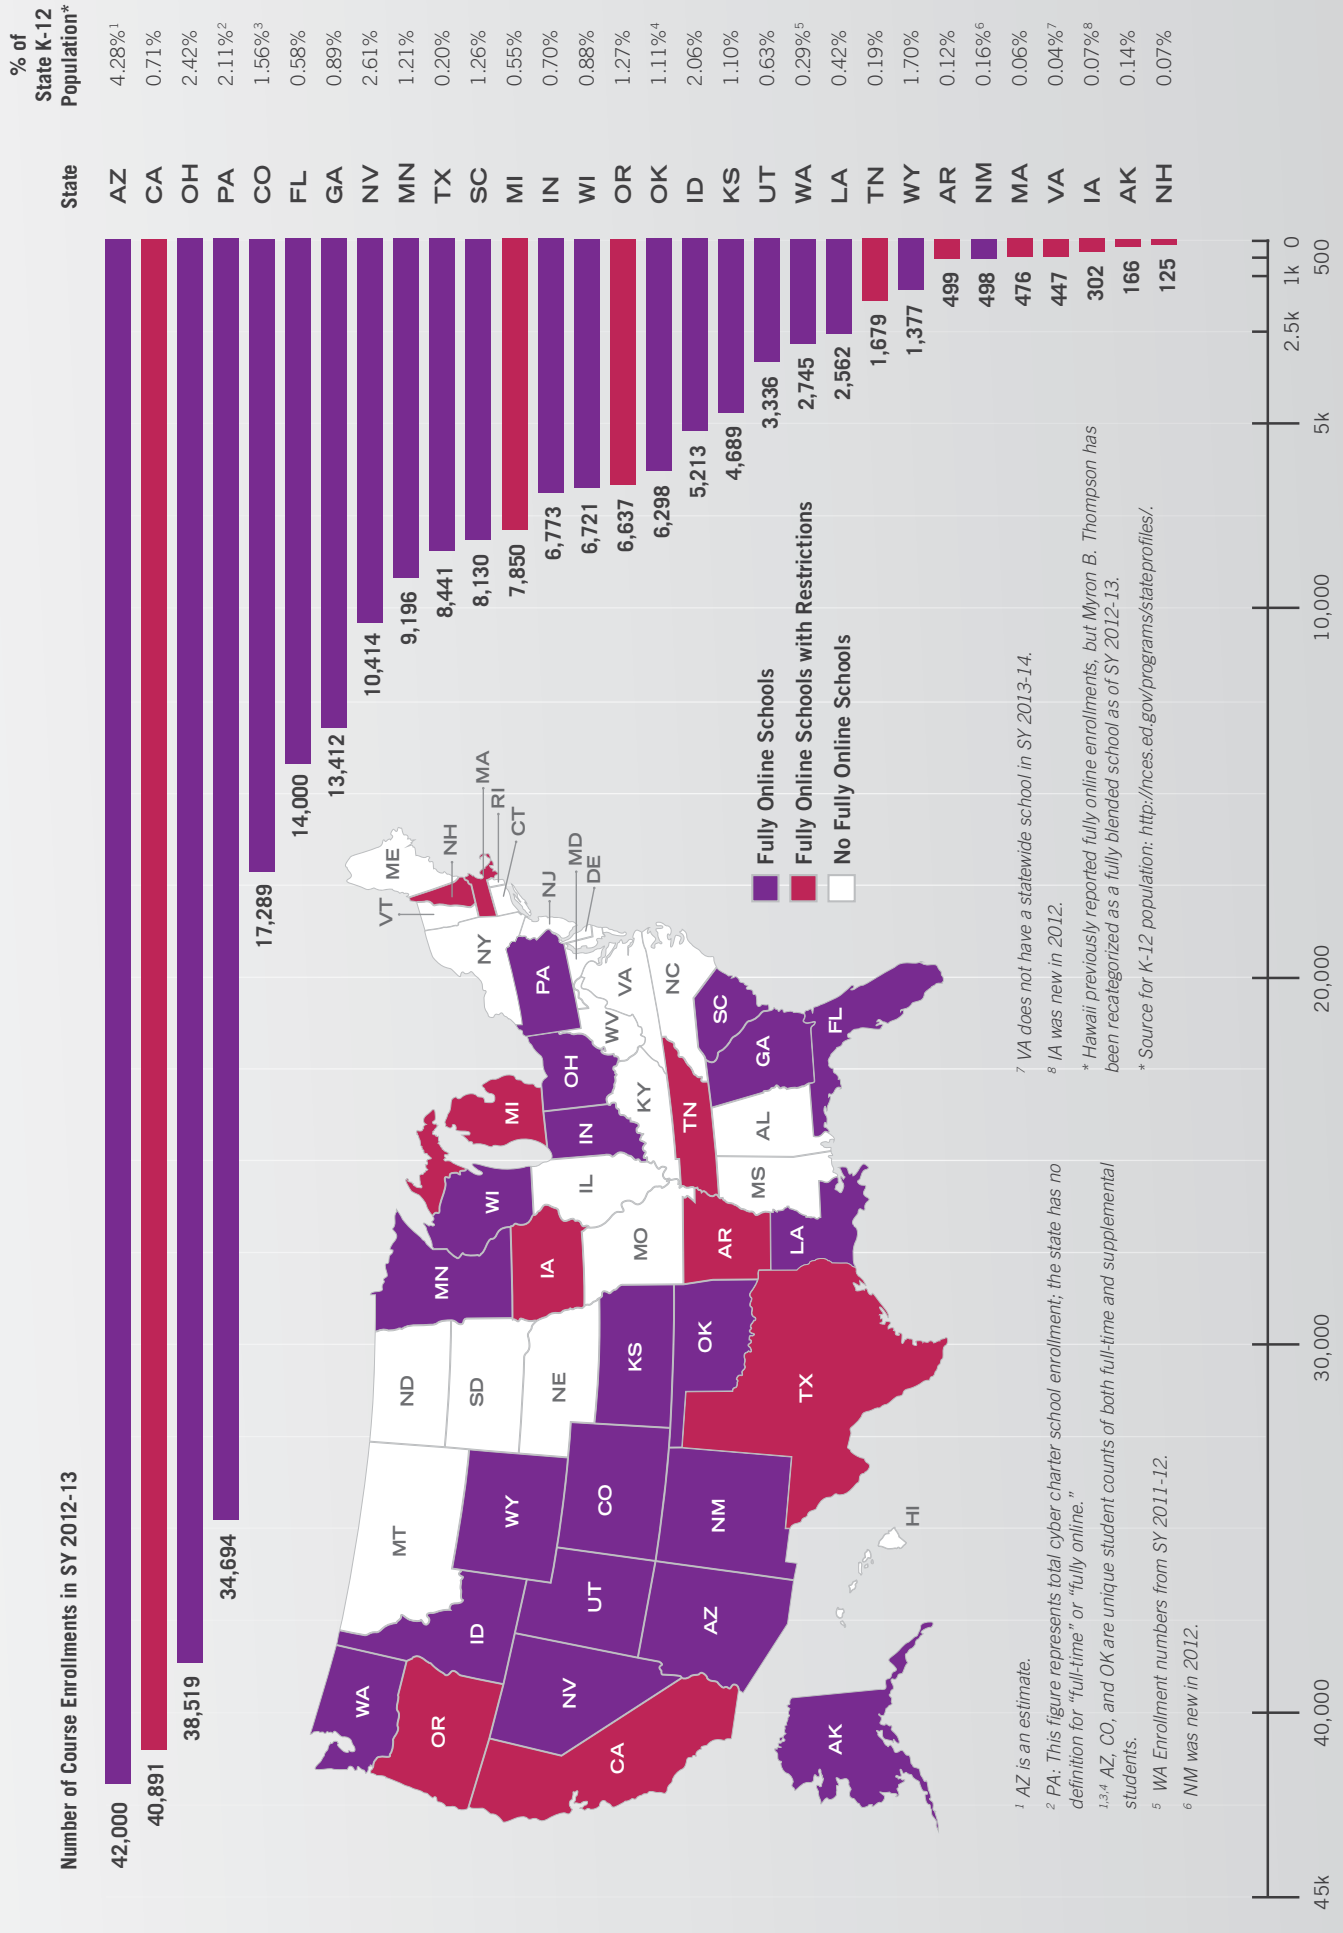 Number of Course Enrollments in SY 2012-13
State
% of
State K-12
Population*
42,000 AZ 4.28%1
40,891 CA 0.71%
38,519 OH 2.42%
34,694 PA 2.11%2
17,289 CO 1.56%3
14,000 FL 0.58%
13,412 GA 0.89%
10,414 NV 2.61%
9,196 MN 1.21%
8,441 TX 0.20%
8,130 SC 1.26%
7,850 MI 0.55%
6,773 IN 0.70%
6,721 WI 0.88%
6,637 OR 1.27%
6,298 OK 1.11%4
5,213 ID 2.06%
4,689 KS 1.10%
3,336 UT 0.63%
2,745 WA 0.29%5
2,562 LA 0.42%
1,679 TN 0.19%
1,377 WY 1.70%
499 AR 0.12%
498 NM 0.16%6
476 MA 0.06%
447 VA 0.04%7
302 IA 0.07%8
166 AK 0.14%
125 NH 0.07%
WA
OR
CA
NV
ID
UT
AZ
MT
WY
CO
NM
ND
SD
NE
KS
OK
TX
MN
IA
MO
AR
LA
WI
IL
MS
MI
IN
KY
TN
AL
OH
WV
GA
FL
SC
NC
VA
PA
NY
VT
ME
NH
MA
RI
CT
NJ
MD
DE
AK
HI
Fully Online Schools
Fully Online Schools with Restrictions
No Fully Online Schools
1 AZ is an estimate.
2 PA: This figure represents total cyber charter school enrollment; the state has no
definition for “full-time” or “fully online.”
1,3,4 AZ, CO, and OK are unique student counts of both full-time and supplemental
students.
5 WA Enrollment numbers from SY 2011-12.
6 NM was new in 2012.
7 VA does not have a statewide school in SY 2013-14.
8 IA was new in 2012.
* Hawaii previously reported fully online enrollments, but Myron B. Thompson has
been recategorized as a fully blended school as of SY 2012-13.
* Source for K-12 population: http://nces.ed.gov/programs/stateprofiles/.
45k
40,000
30,000
20,000
10,000
5k
2.5k
1k
500
0